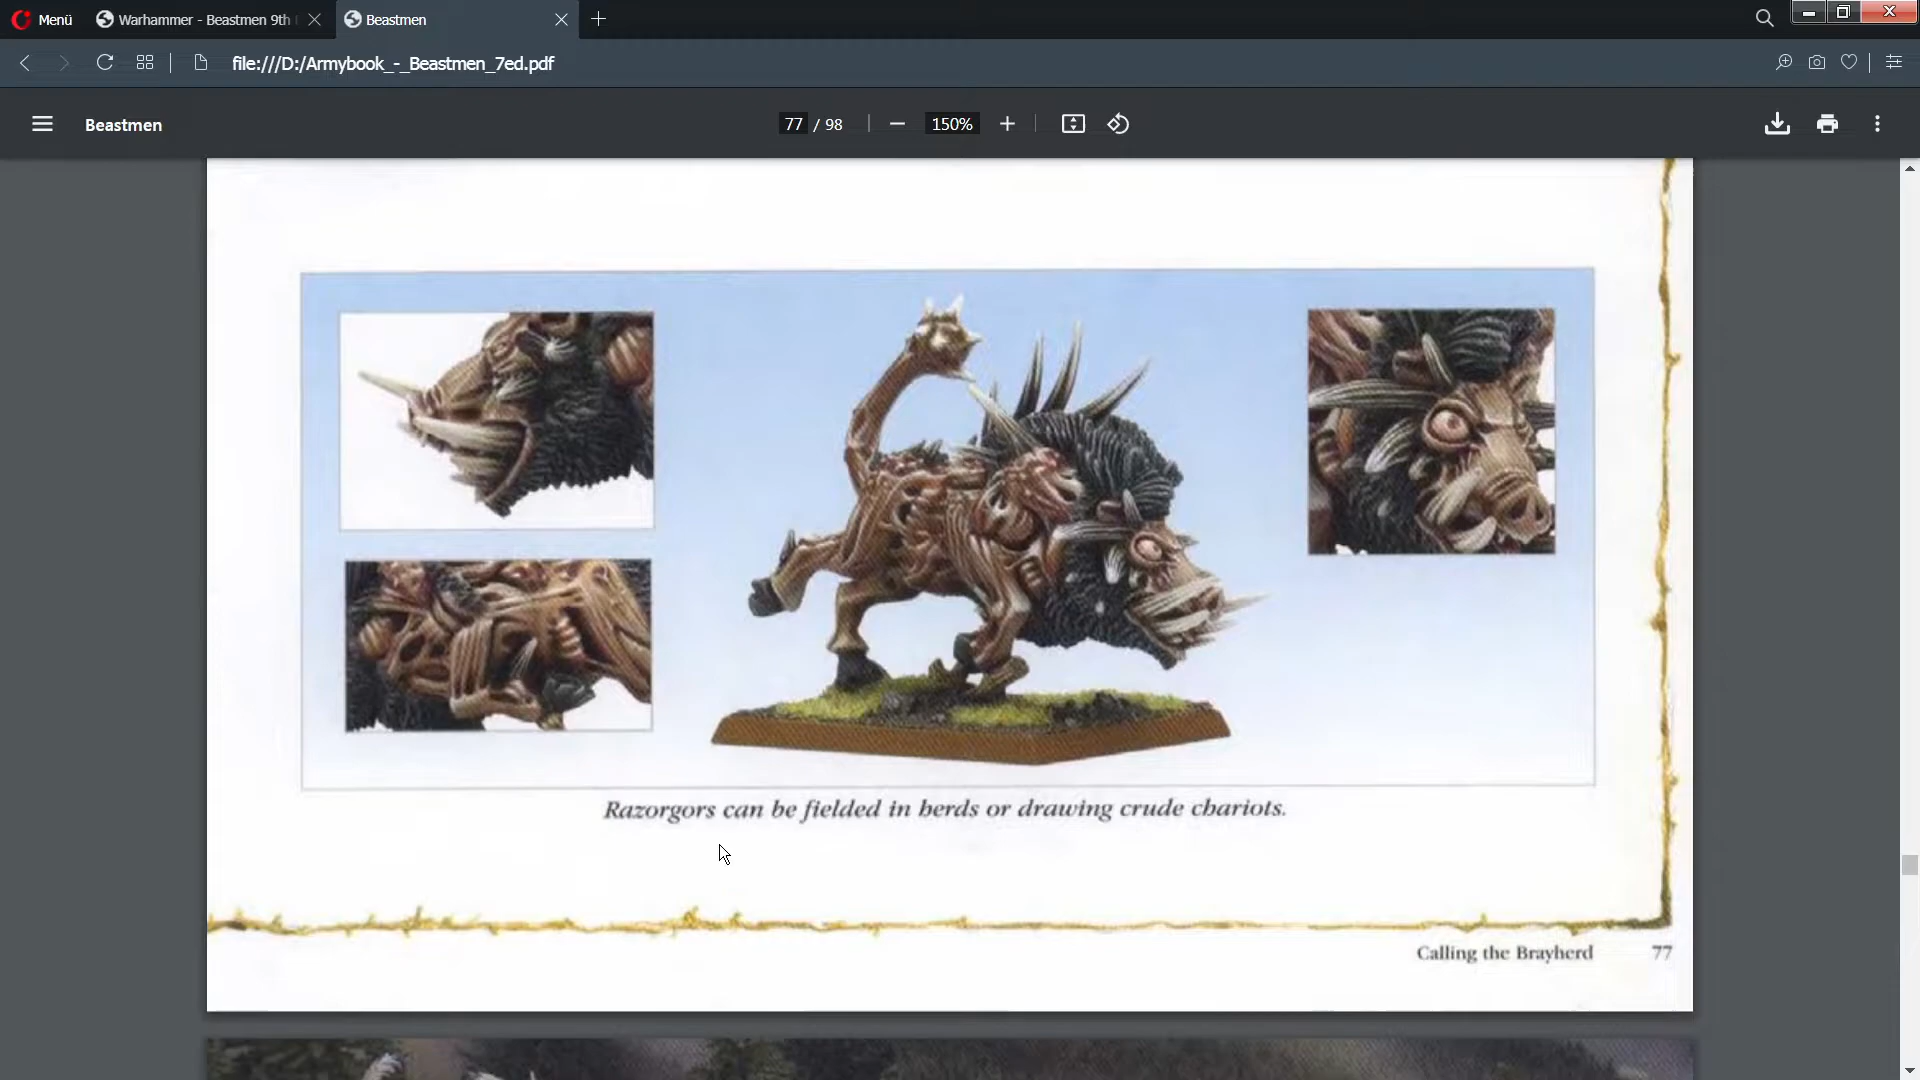 Menü
Warhammer - Beastmen 9th
Beastmen
file:///D:/Armybook_-_Beastmen_7ed.pdf
Beastmen
77 / 98
150%
Razorgors can be fielded in herds or drawing crude chariots.
Calling the Brayherd 77